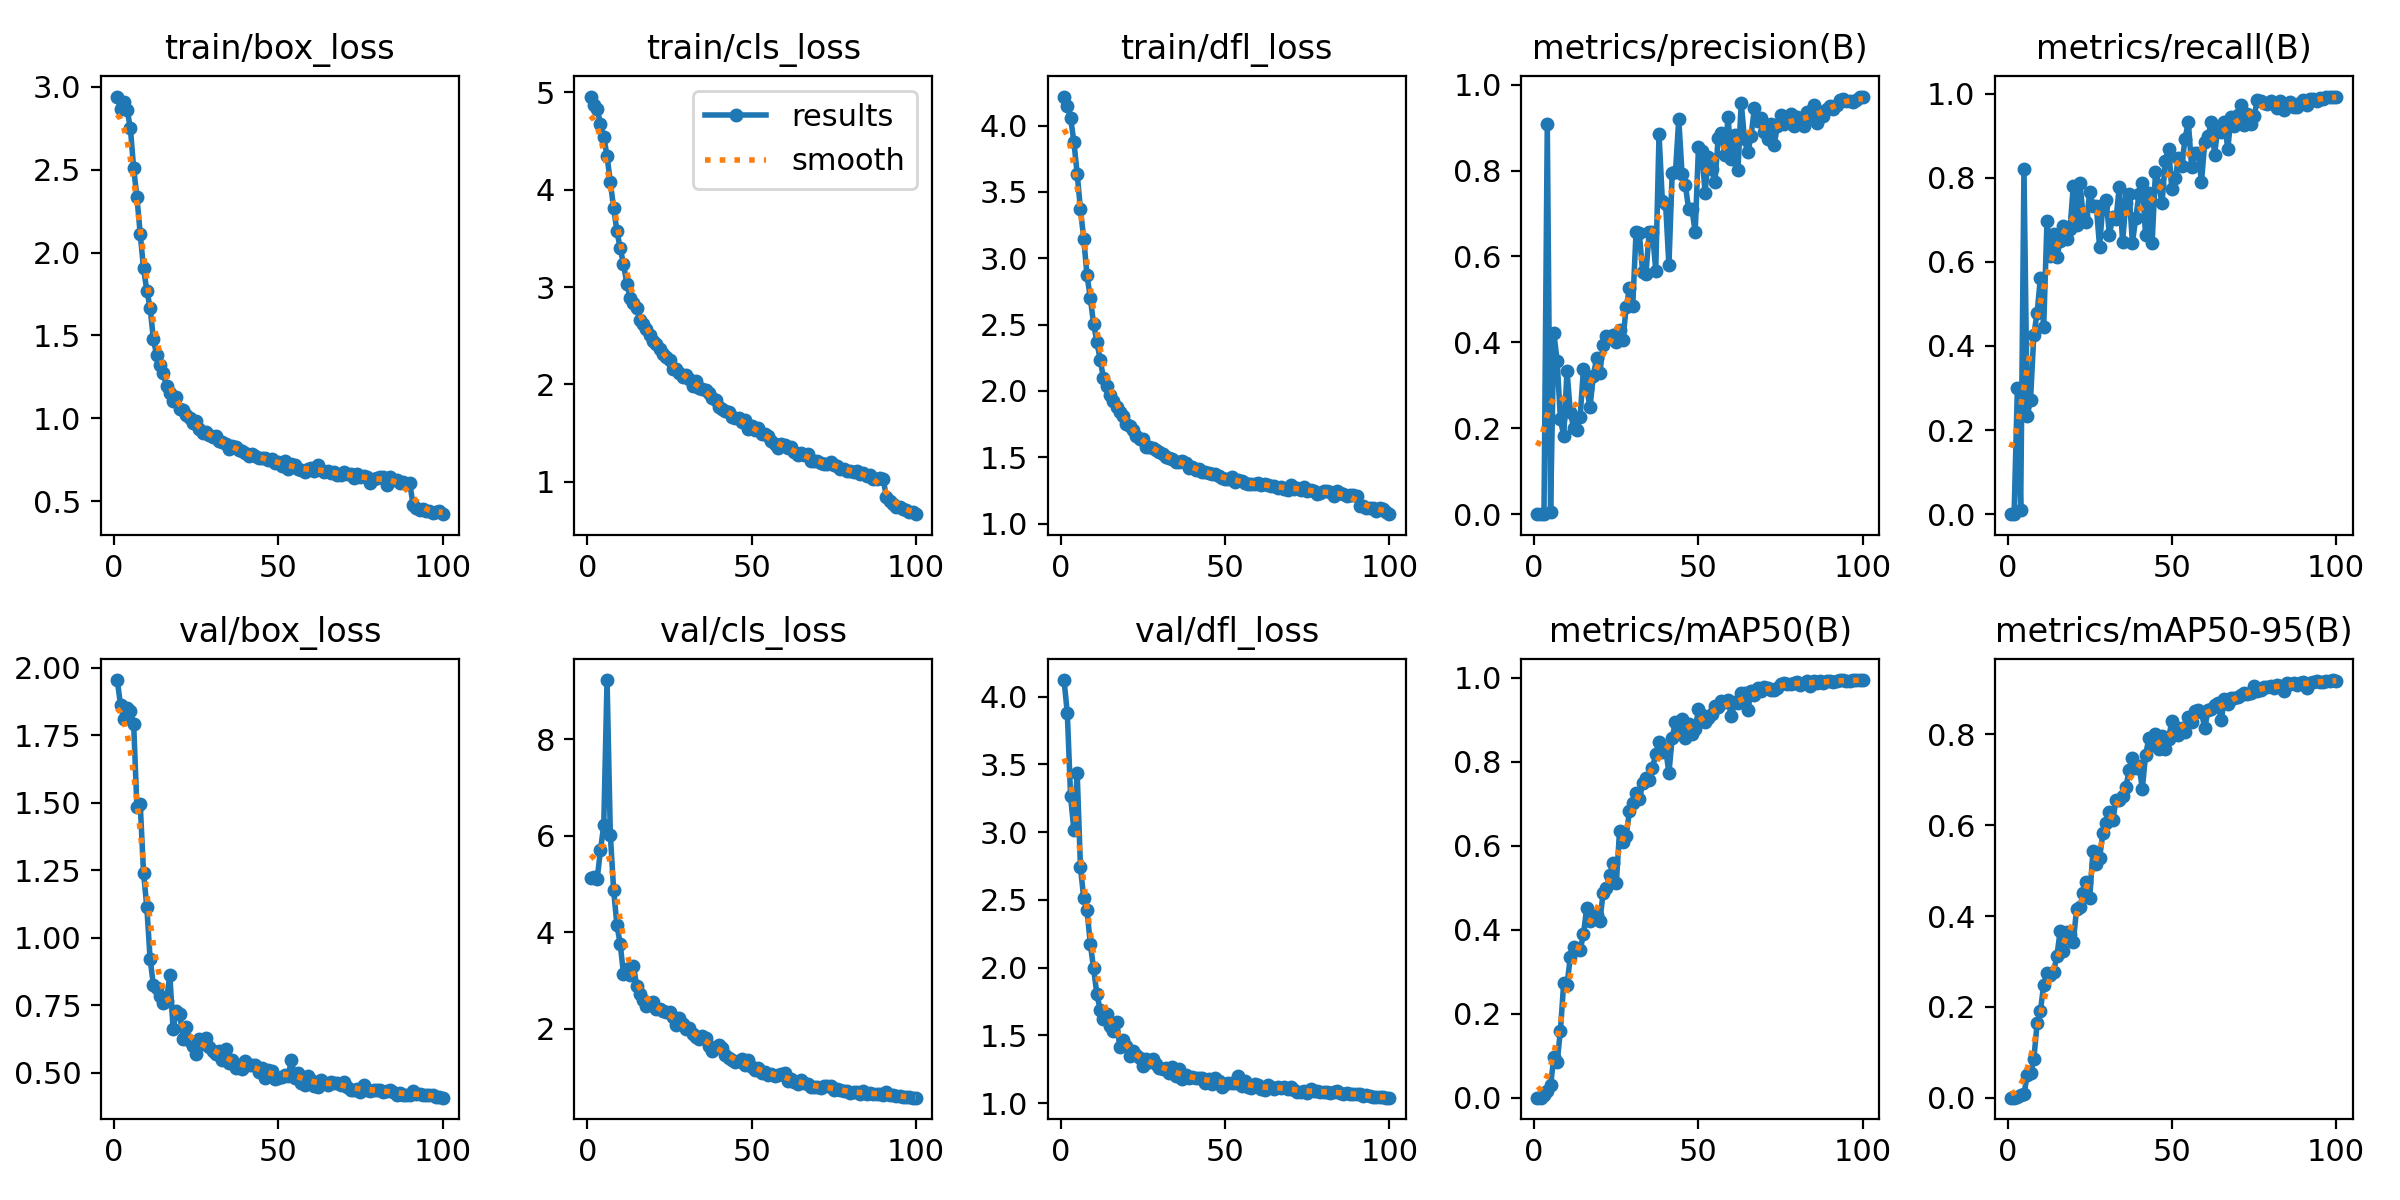 train/box_loss
3.0
2.5
2.0
1.5
1.0
0.5
0 50 100
train/cls_loss
results
smooth
5
4
3
2
1
0 50 100
train/dfl_loss
4.0
3.5
3.0
2.5
2.0
1.5
1.0
0 50 100
metrics/precision(B)
1.0
0.8
0.6
0.4
0.2
0.0
0 50 100
metrics/recall(B)
1.0
0.8
0.6
0.4
0.2
0.0
0 50 100
val/box_loss
2.00
1.75
1.50
1.25
1.00
0.75
0.50
0 50 100
val/cls_loss
8
6
4
2
0 50 100
val/dfl_loss
4.0
3.5
3.0
2.5
2.0
1.5
1.0
0 50 100
metrics/mAP50(B)
1.0
0.8
0.6
0.4
0.2
0.0
0 50 100
metrics/mAP50-95(B)
0.8
0.6
0.4
0.2
0.0
0 50 100